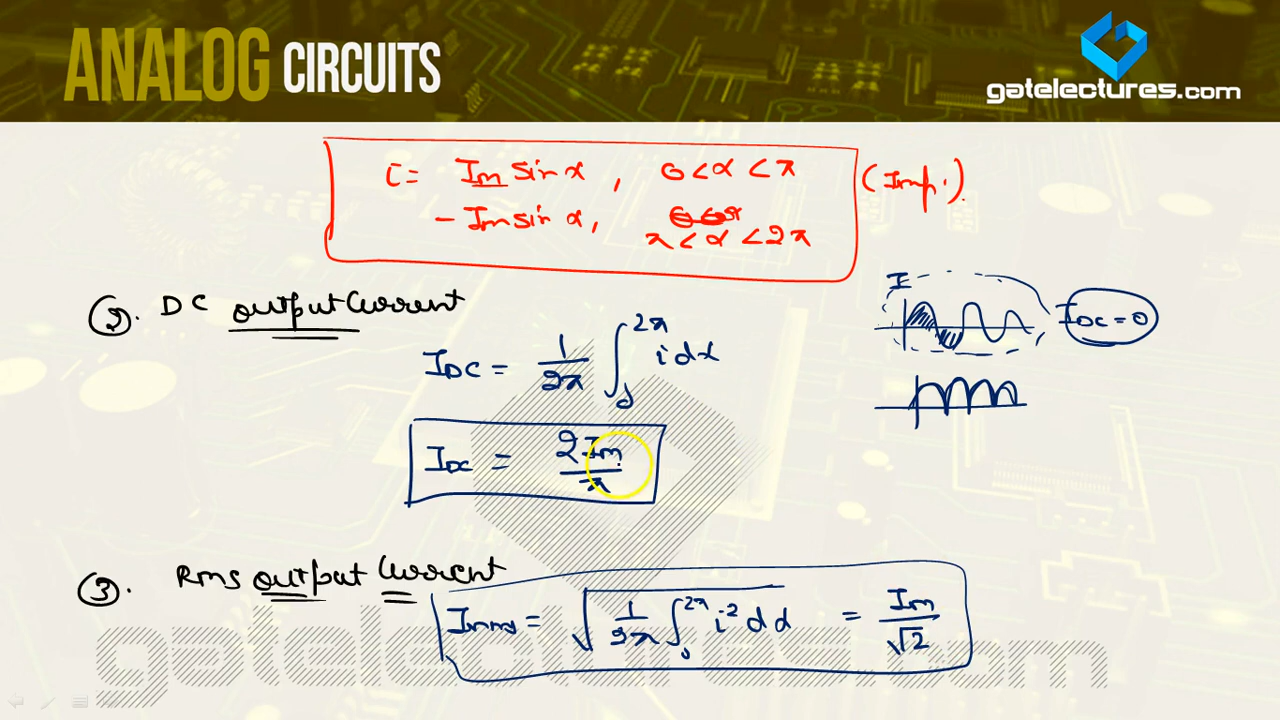 ANALOG CIRCUITS
gatelectures.com
i = Im sin α , 0 < α < π (Imp.)
- Im sin α, π < α < 2π
I
IDC = 0
②. DC output Current
IDC = 1/2π ∫₀^2π i dα
IDC = 2Im/π
③. Rms output Current
Irms = √(1/2π ∫₀^2π i² dα) = Im/√2
gatelectures.com